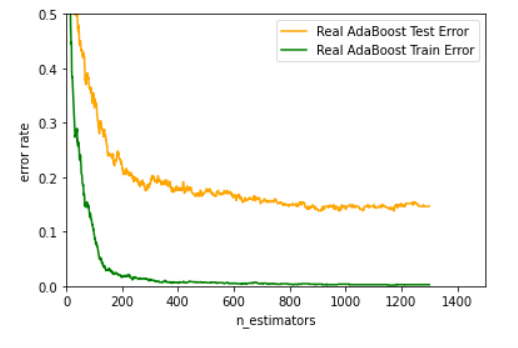 0.5
Real AdaBoost Test Error
Real AdaBoost Train Error
0.4
0.3
error rate
0.2
0.1
0.0
0 200 400 600 800 1000 1200 1400
n_estimators